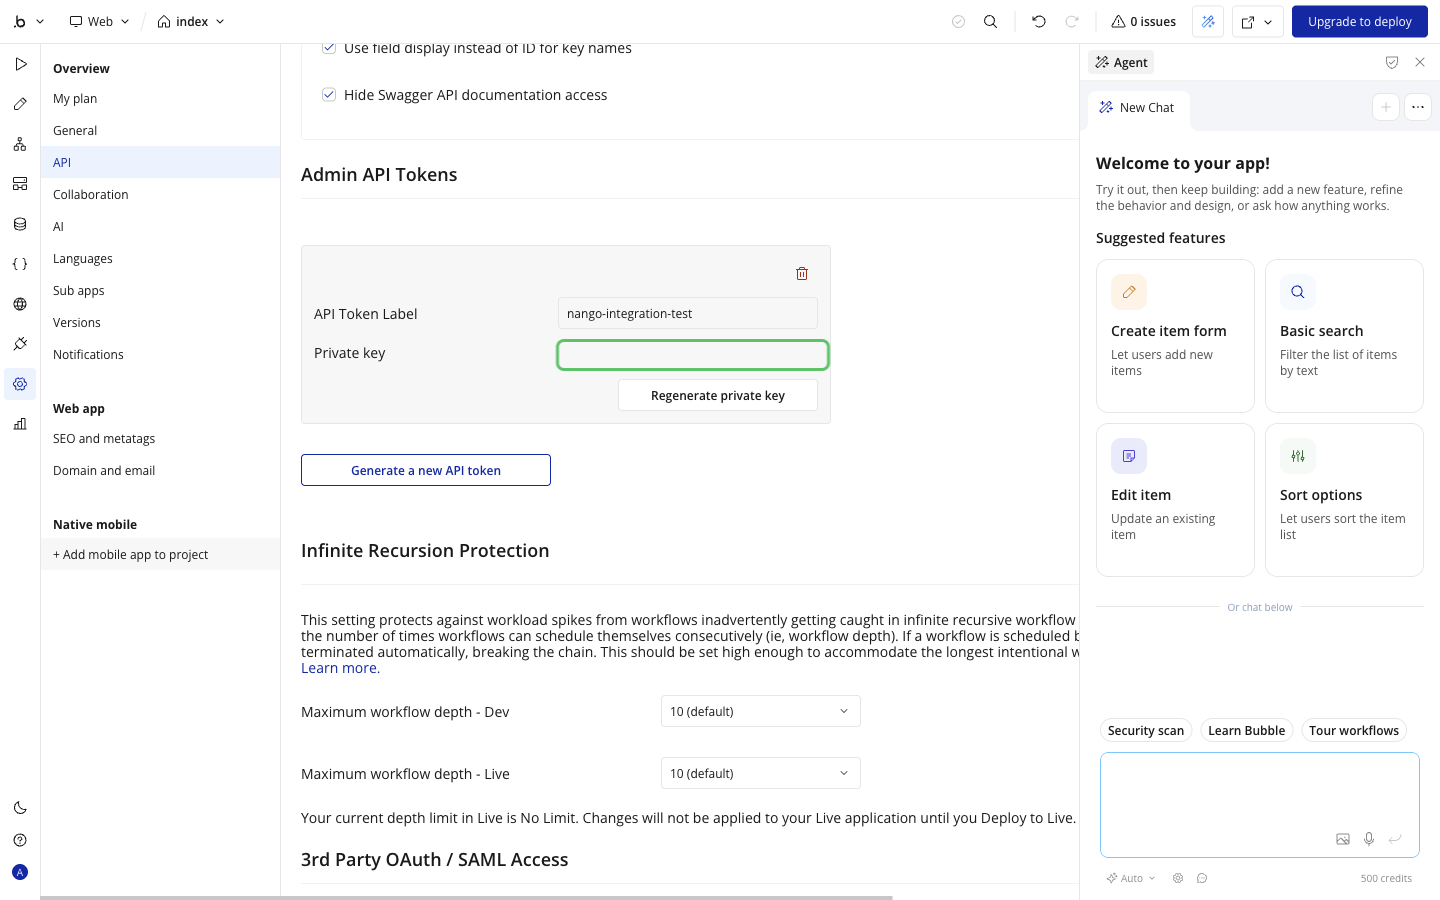 .b
Web
index
0 issues
Upgrade to deploy
Overview
My plan
General
API
Collaboration
AI
Languages
Sub apps
Versions
Notifications
Web app
SEO and metatags
Domain and email
Native mobile
+ Add mobile app to project
A
Use field display instead of ID for key names
Hide Swagger API documentation access
Admin API Tokens
API Token Label
nango-integration-test
Private key
Regenerate private key
Generate a new API token
Infinite Recursion Protection
This setting protects against workload spikes from workflows inadvertently getting caught in infinite recursive workflow
the number of times workflows can schedule themselves consecutively (ie, workflow depth). If a workflow is scheduled b
terminated automatically, breaking the chain. This should be set high enough to accommodate the longest intentional w
Learn more.
Maximum workflow depth - Dev
10 (default)
Maximum workflow depth - Live
10 (default)
Your current depth limit in Live is No Limit. Changes will not be applied to your Live application until you Deploy to Live.
3rd Party OAuth / SAML Access
Agent
New Chat
Welcome to your app!
Try it out, then keep building: add a new feature, refine
the behavior and design, or ask how anything works.
Suggested features
Create item form
Let users add new
items
Basic search
Filter the list of items
by text
Edit item
Update an existing
item
Sort options
Let users sort the item
list
Or chat below
Security scan
Learn Bubble
Tour workflows
Auto
500 credits